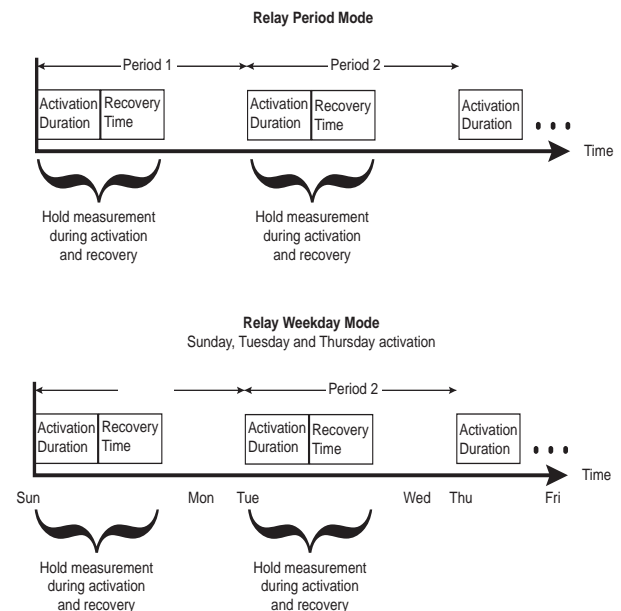 Relay Period Mode
Period 1
Period 2
Activation Duration
Recovery Time
Activation Duration
Recovery Time
Activation Duration
Time
Hold measurement
during activation
and recovery
Hold measurement
during activation
and recovery
Relay Weekday Mode
Sunday, Tuesday and Thursday activation
Period 2
Activation Duration
Recovery Time
Activation Duration
Recovery Time
Activation Duration
Time
Sun
Mon
Tue
Wed
Thu
Fri
Hold measurement
during activation
and recovery
Hold measurement
during activation
and recovery